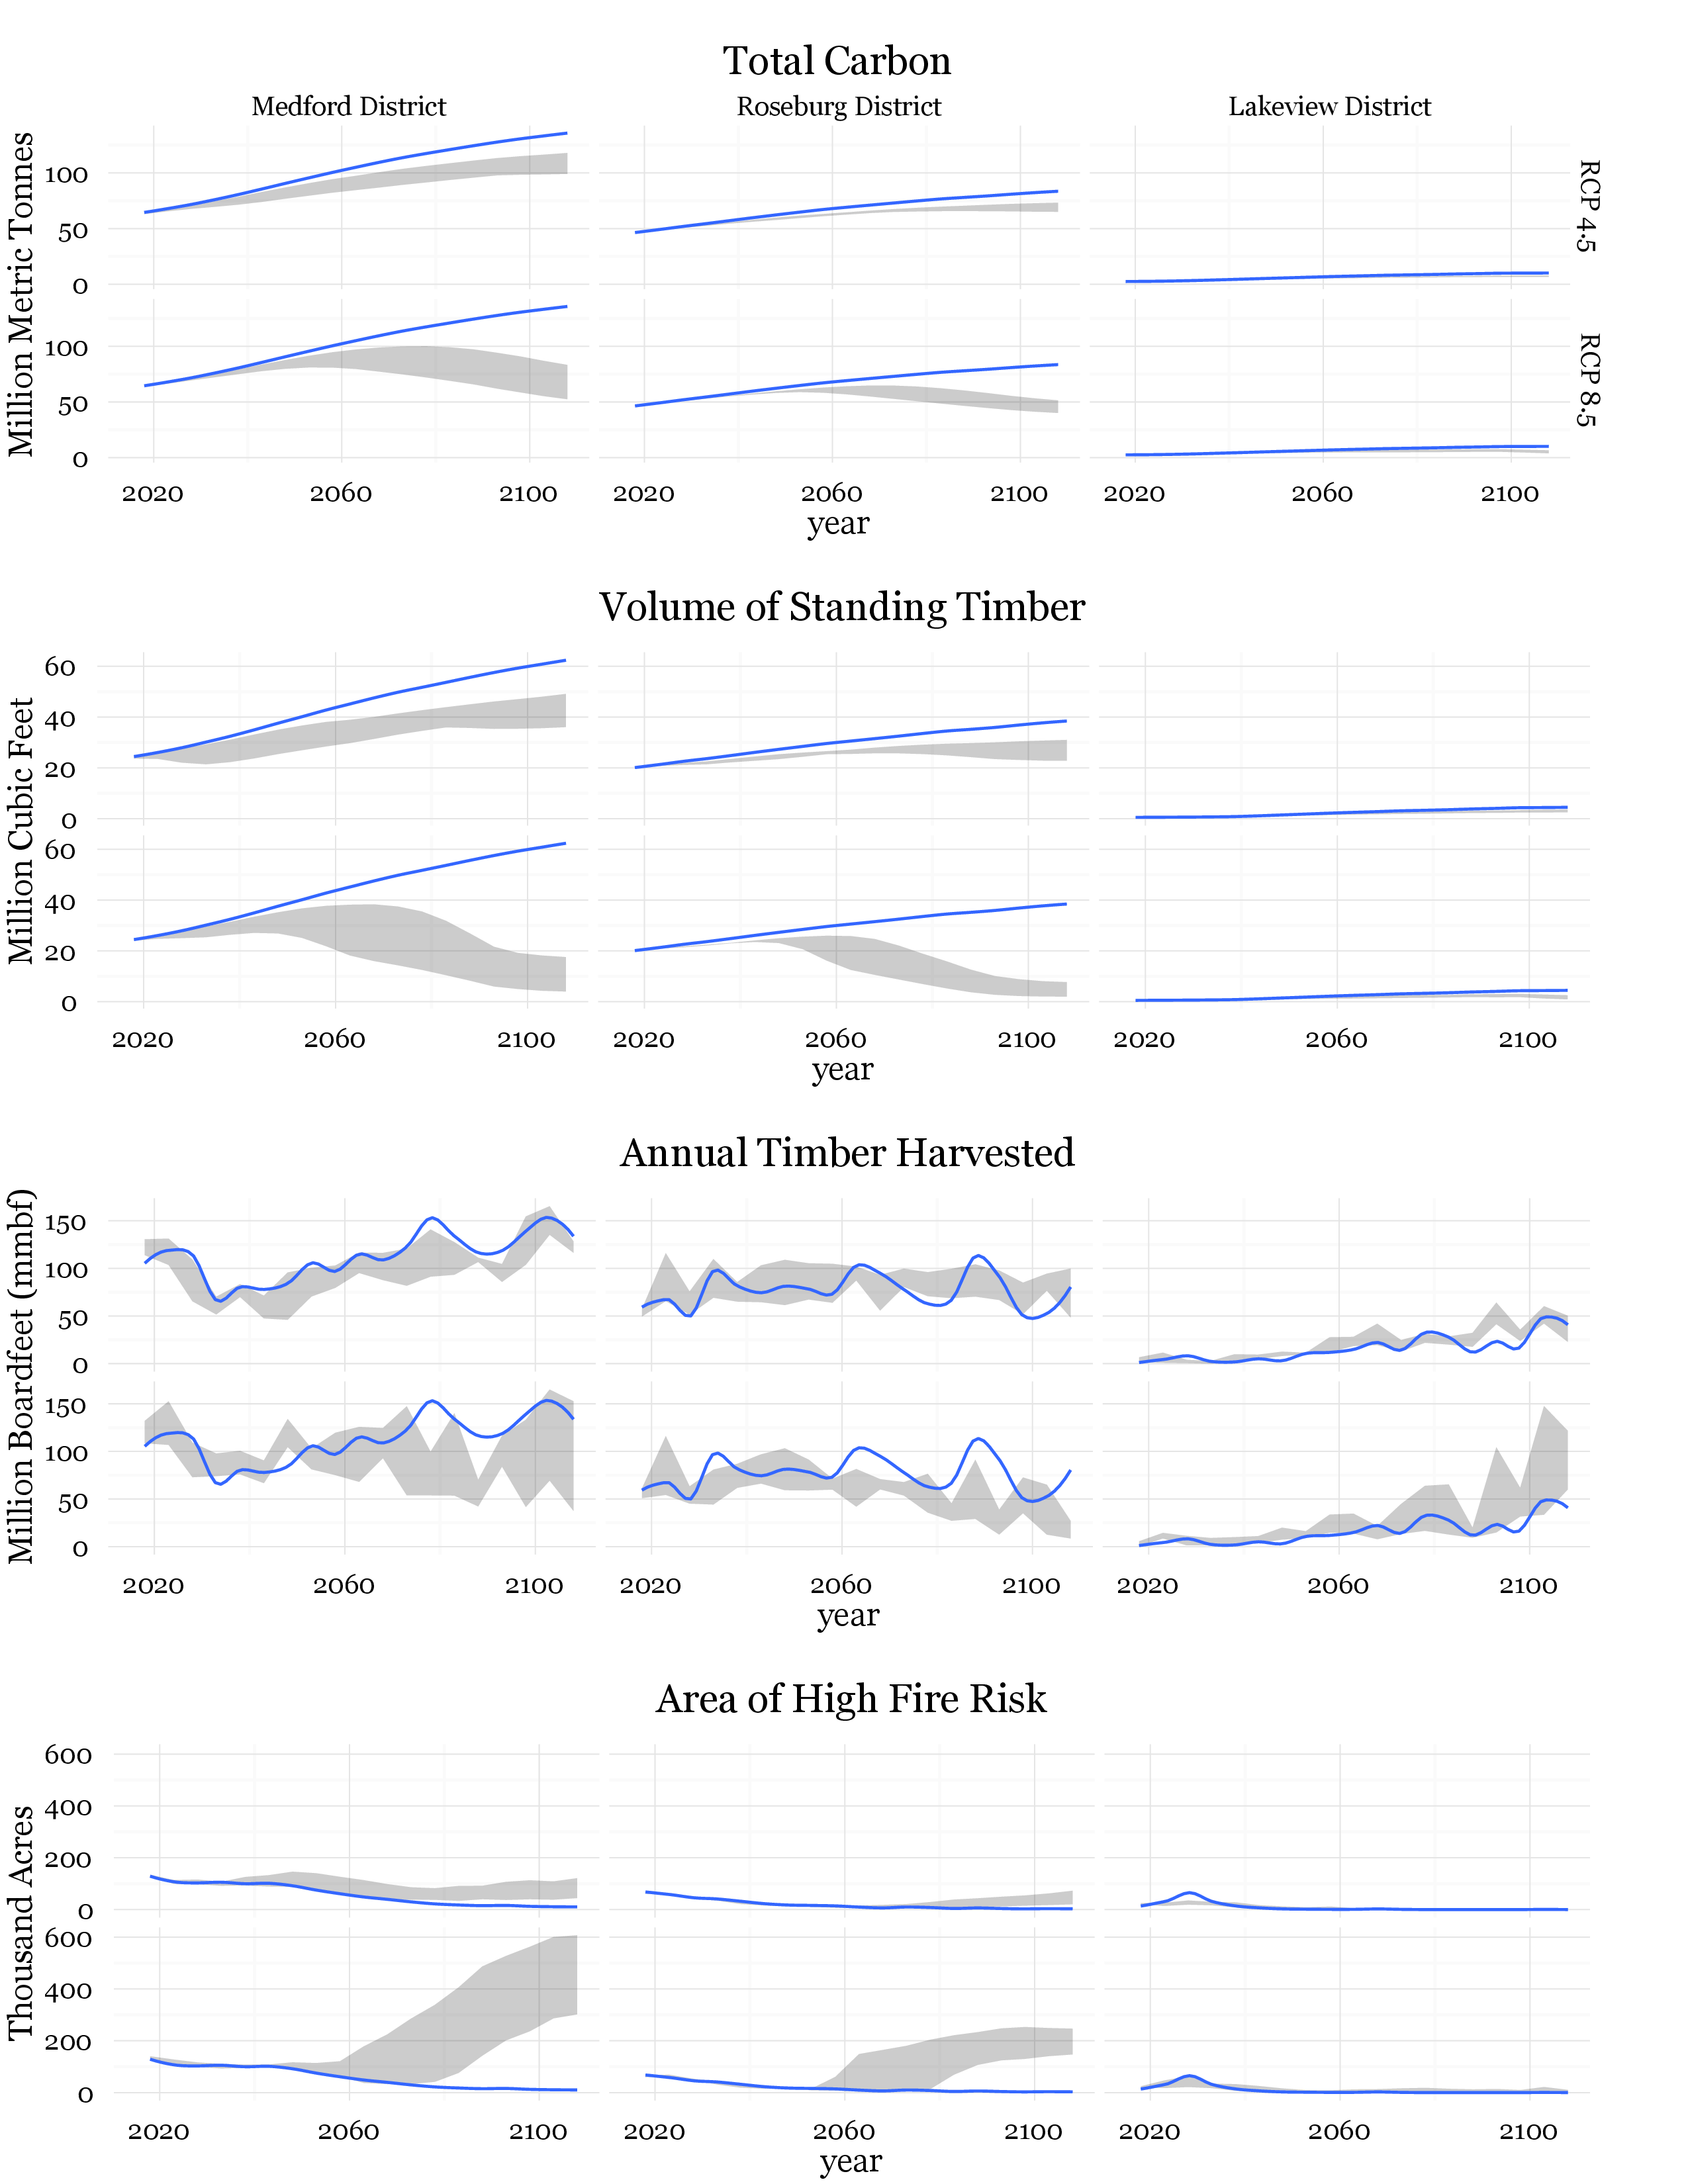 Total Carbon
Medford District Roseburg District Lakeview District
Million Metric Tonnes
100
50
0
RCP 4.5
100
50
0
RCP 8.5
2020 2060 2100 2020 2060 2100 2020 2060 2100
year
Volume of Standing Timber
Million Cubic Feet
60
40
20
0
60
40
20
0
2020 2060 2100 2020 2060 2100 2020 2060 2100
year
Annual Timber Harvested
Million Boardfeet (mmbf)
150
100
50
0
150
100
50
0
2020 2060 2100 2020 2060 2100 2020 2060 2100
year
Area of High Fire Risk
Thousand Acres
600
400
200
0
600
400
200
0
2020 2060 2100 2020 2060 2100 2020 2060 2100
year